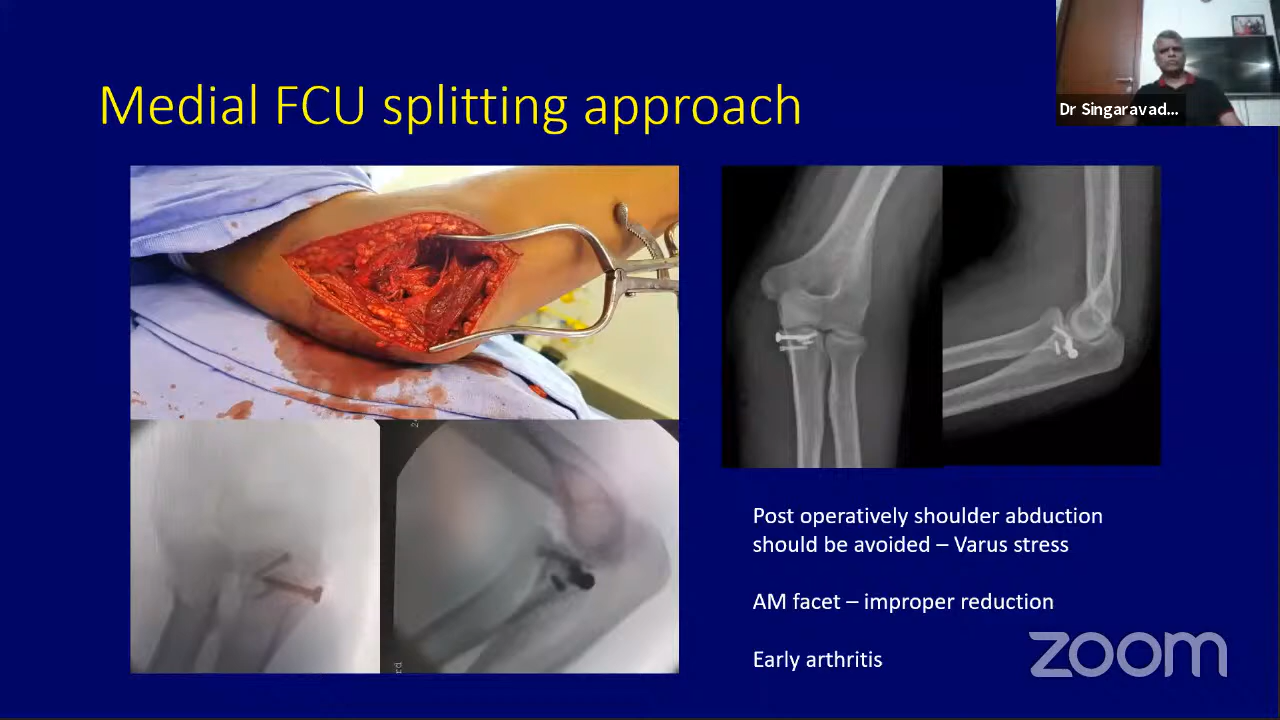 Medial FCU splitting approach
Dr Singaravad...
Post operatively shoulder abduction
should be avoided – Varus stress
AM facet – improper reduction
Early arthritis
zoom